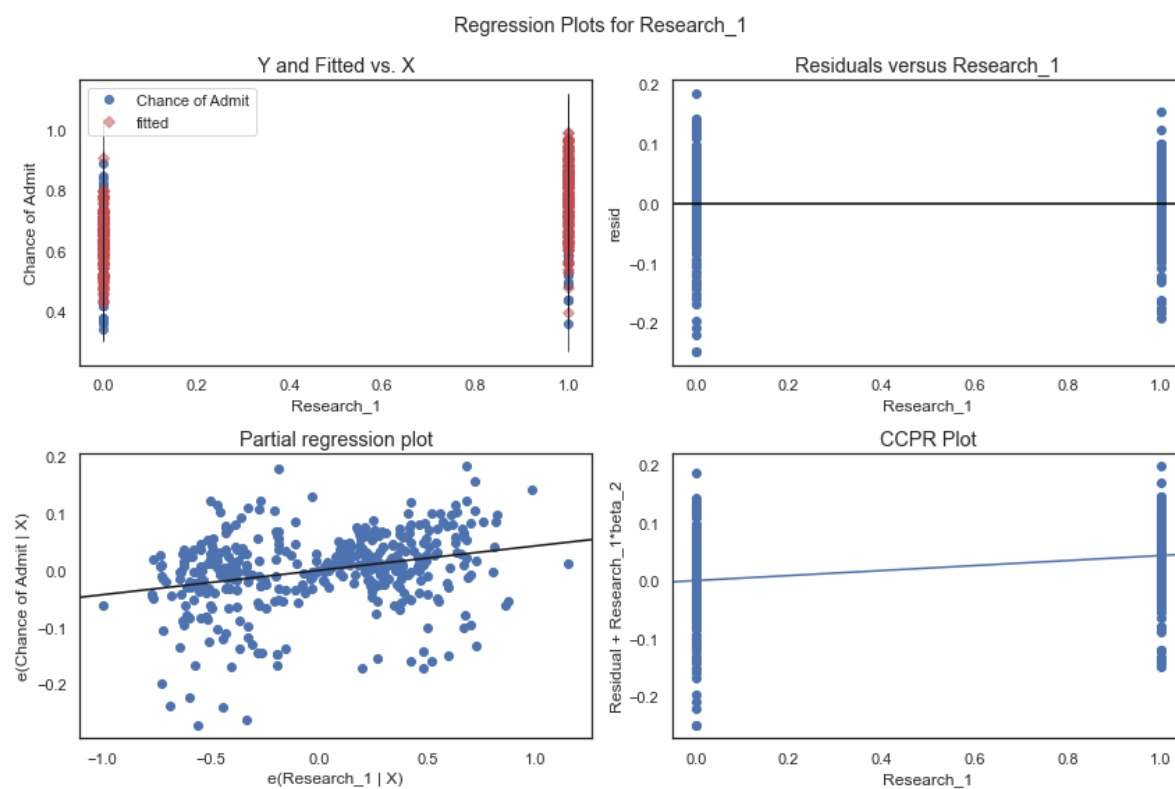 Regression Plots for Research_1
Y and Fitted vs. X
Chance of Admit
fitted
Chance of Admit
1.0
0.8
0.6
0.4
0.0 0.2 0.4 0.6 0.8 1.0
Research_1
Residuals versus Research_1
resid
0.2
0.1
0.0
−0.1
−0.2
0.0 0.2 0.4 0.6 0.8 1.0
Research_1
Partial regression plot
e(Chance of Admit | X)
0.2
0.1
0.0
−0.1
−0.2
−1.0 −0.5 0.0 0.5 1.0
e(Research_1 | X)
CCPR Plot
Residual + Research_1*beta_2
0.2
0.1
0.0
−0.1
−0.2
0.0 0.2 0.4 0.6 0.8 1.0
Research_1